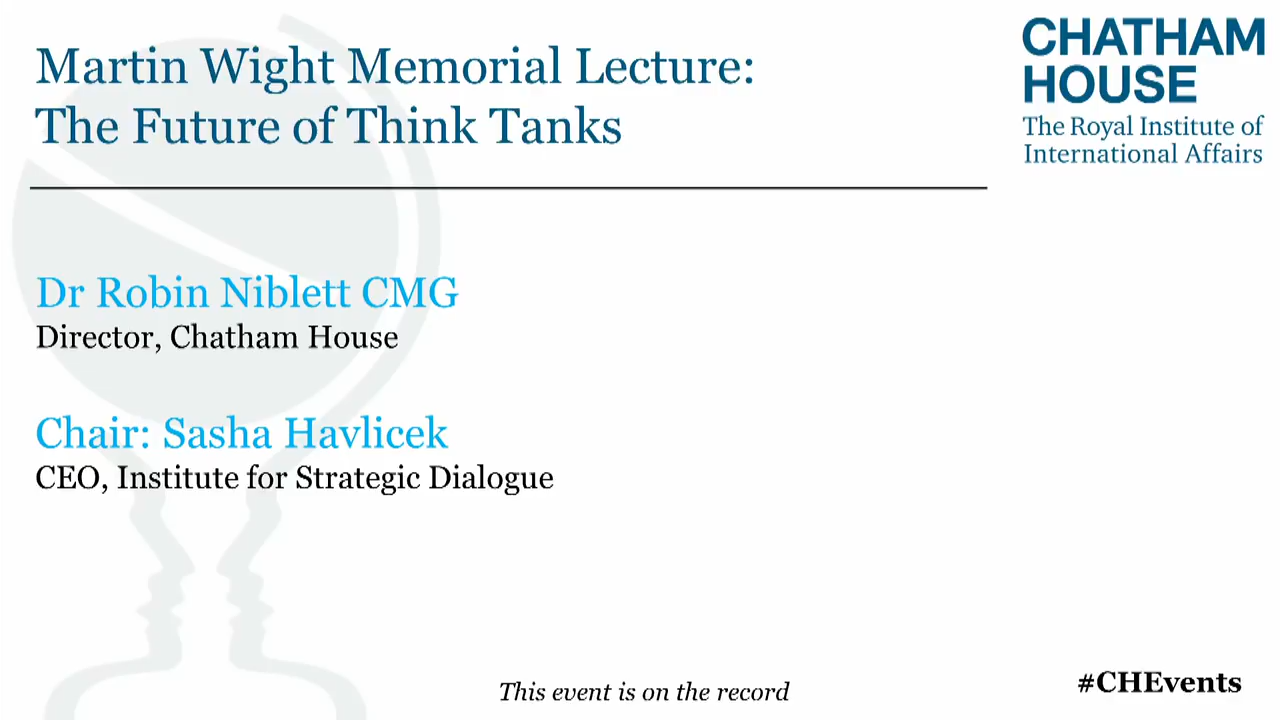 Martin Wight Memorial Lecture:
The Future of Think Tanks
CHATHAM
HOUSE
The Royal Institute of
International Affairs
Dr Robin Niblett CMG
Director, Chatham House
Chair: Sasha Havlicek
CEO, Institute for Strategic Dialogue
This event is on the record
#CHEvents